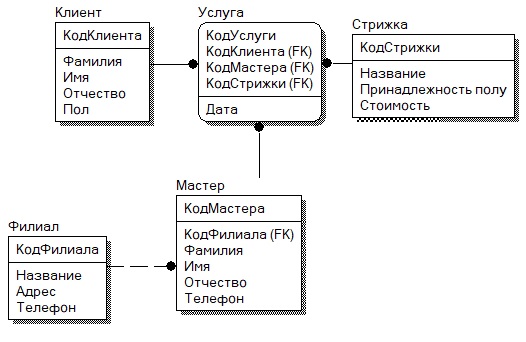 Клиент
КодКлиента
Фамилия
Имя
Отчество
Пол
Услуга
КодУслуги
КодКлиента (FK)
КодМастера (FK)
КодСтрижки (FK)
Дата
Стрижка
КодСтрижки
Название
Принадлежность полу
Стоимость
Мастер
КодМастера
КодФилиала (FK)
Фамилия
Имя
Отчество
Телефон
Филиал
КодФилиала
Название
Адрес
Телефон